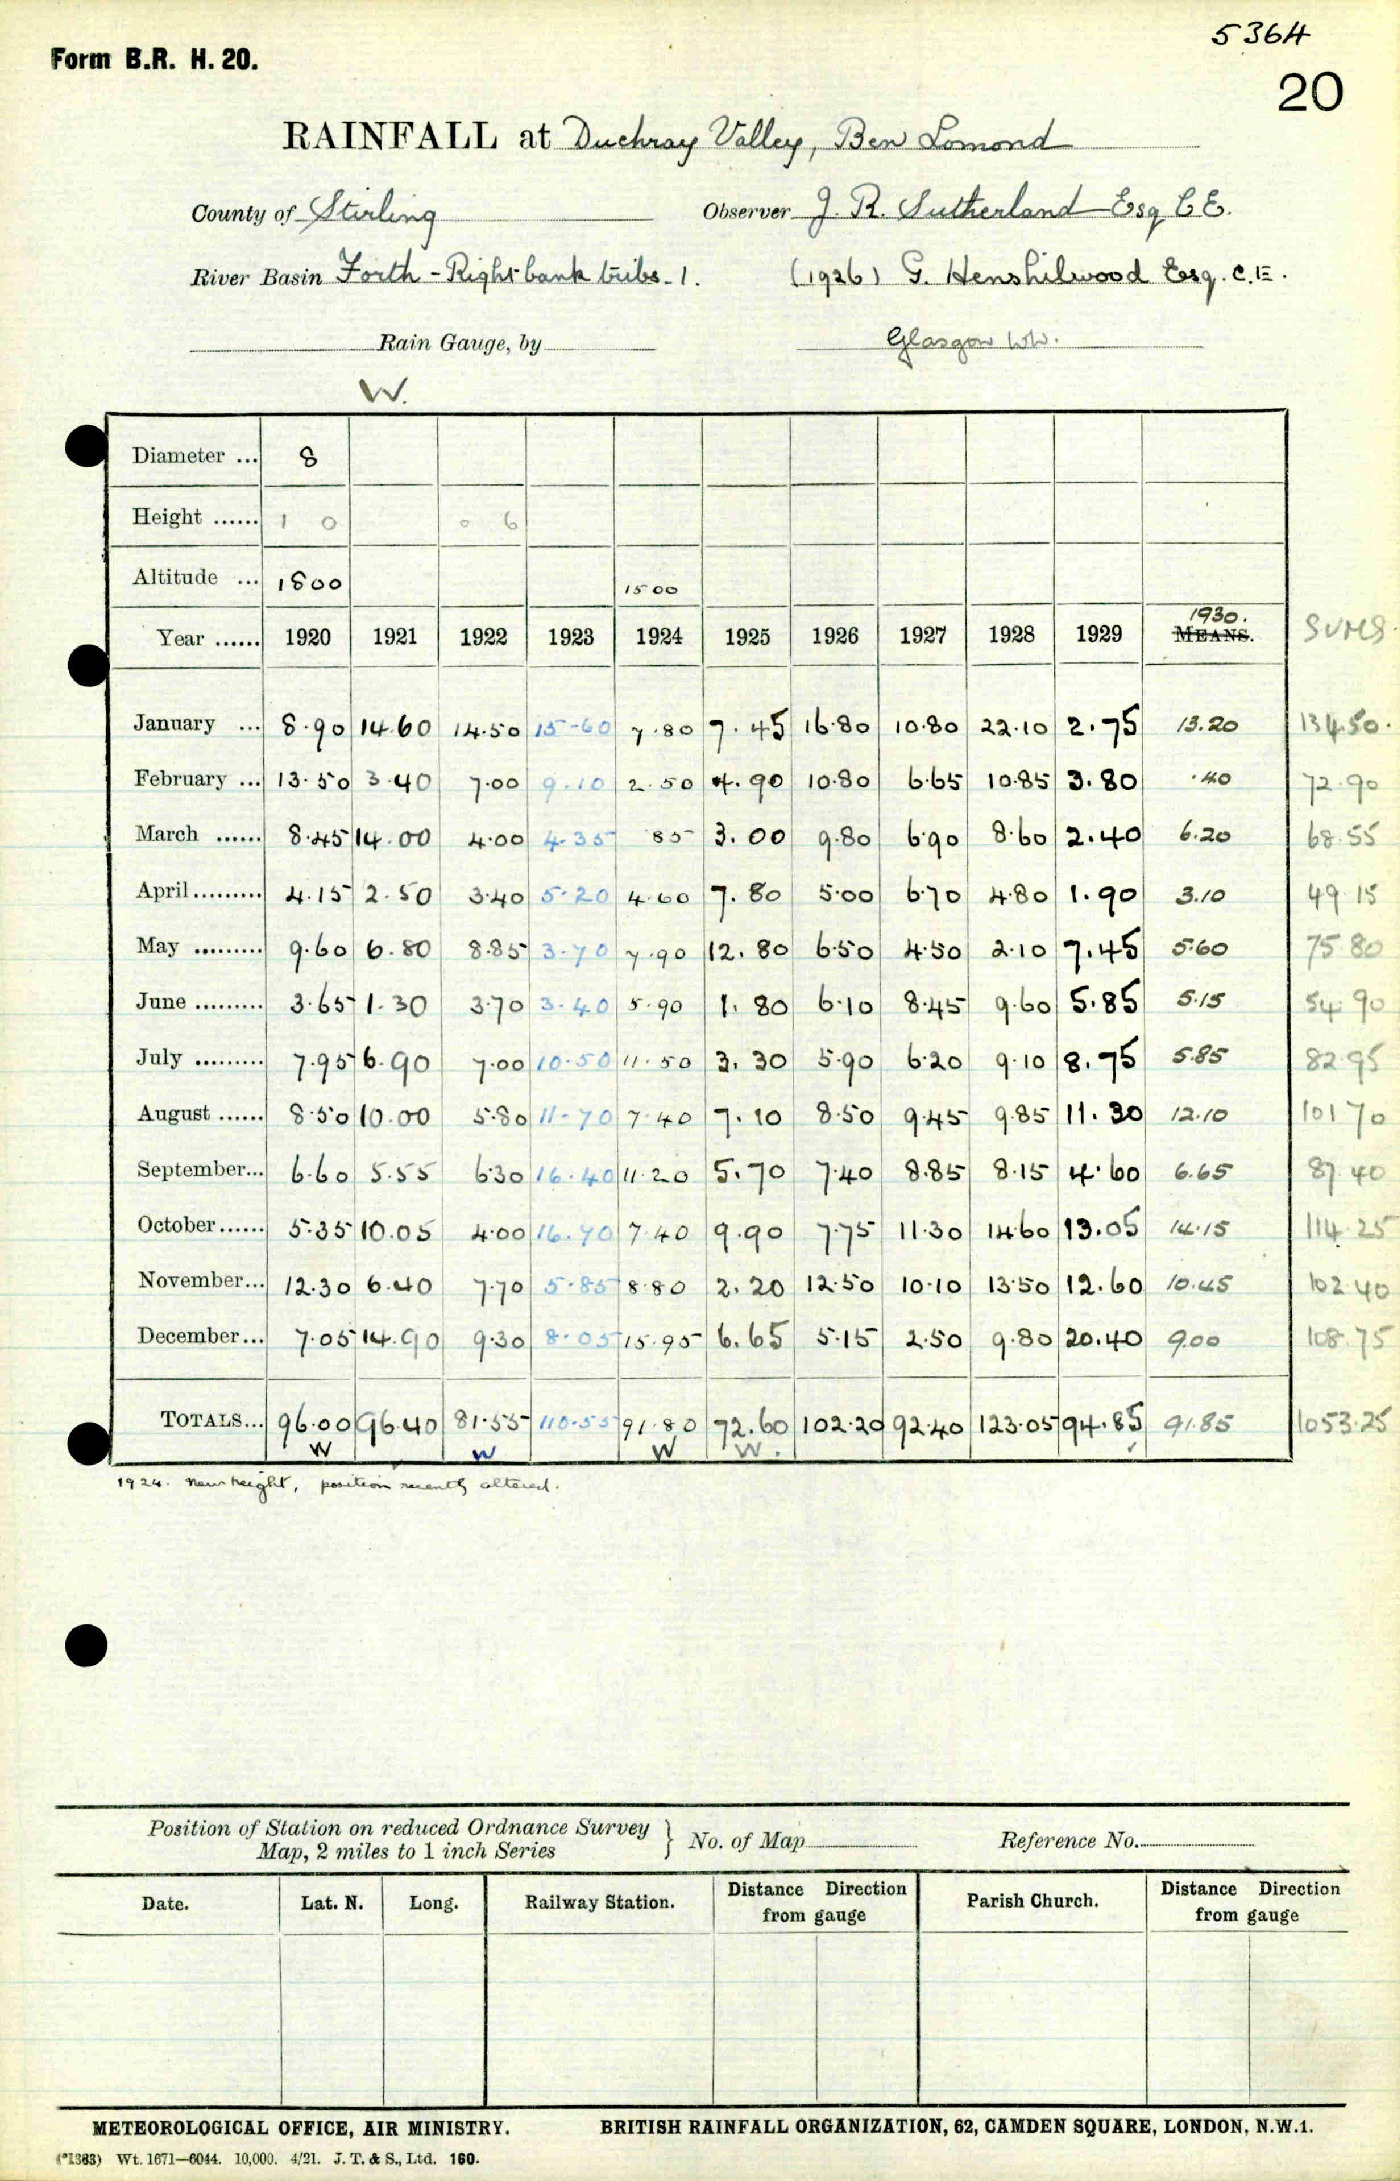 5364
Form B.R. H. 20.
20
RAINFALL at Duchray Valley, Ben Lomond
County of Stirling Observer J. R. Sutherland Esq C E.
River Basin Forth - Right bank tribs. 1. (1926) G. Henshilwood Esq. C.E.
Rain Gauge, by Glasgow WW.
W.
Diameter ... 8
Height ...... 1 0 0 6
Altitude ... 1800 1500
Year ...... 1920 1921 1922 1923 1924 1925 1926 1927 1928 1929 1930. MEANS. SUMS
January ... 8.90 14.60 14.50 15-60 7.80 7.45 16.80 10.80 22.10 2.75 13.20 134.50.
February ... 13.50 3.40 7.00 9.10 2.50 4.90 10.80 6.65 10.85 3.80 .40 72.90
March ...... 8.45 14.00 4.00 4.35 85 3.00 9.80 6.90 8.60 2.40 6.20 68.55
April......... 4.15 2.50 3.40 5.20 4.60 7.80 5.00 6.70 4.80 1.90 3.10 49.15
May ......... 9.60 6.80 8.85 3.70 7.90 12.80 6.50 4.50 2.10 7.45 5.60 75.80
June ......... 3.65 1.30 3.70 3.40 5.90 1.80 6.10 8.45 9.60 5.85 5.15 54.90
July ......... 7.95 6.90 7.00 10.50 11.50 3.30 5.90 6.20 9.10 8.75 5.85 82.95
August ...... 8.50 10.00 5.80 11-70 7.40 7.10 8.50 9.45 9.85 11.30 12.10 101.70
September... 6.60 5.55 6.30 16.40 11.20 5.70 7.40 8.85 8.15 4.60 6.65 87.40
October...... 5.35 10.05 4.00 16.70 7.40 9.90 7.75 11.30 14.60 13.05 14.15 114.25
November... 12.30 6.40 7.70 5.85 8.80 2.20 12.50 10.10 13.50 12.60 10.45 102.40
December... 7.05 14.90 9.30 8.05 15.95 6.65 5.15 2.50 9.80 20.40 9.00 108.75
TOTALS... 96.00 96.40 81.55 110.55 91.80 72.60 102.20 92.40 123.05 94.85 91.85 1053.25
W W W W.
1924. New height, position recently altered.
Position of Station on reduced Ordnance Survey
Map, 2 miles to 1 inch Series } No. of Map Reference No.
Date. Lat. N. Long. Railway Station. Distance Direction from gauge Parish Church. Distance Direction from gauge
METEOROLOGICAL OFFICE, AIR MINISTRY. BRITISH RAINFALL ORGANIZATION, 62, CAMDEN SQUARE, LONDON, N.W.1.
(*1383) Wt. 1671—6044. 10,000. 4/21. J. T. & S., Ltd. 160.